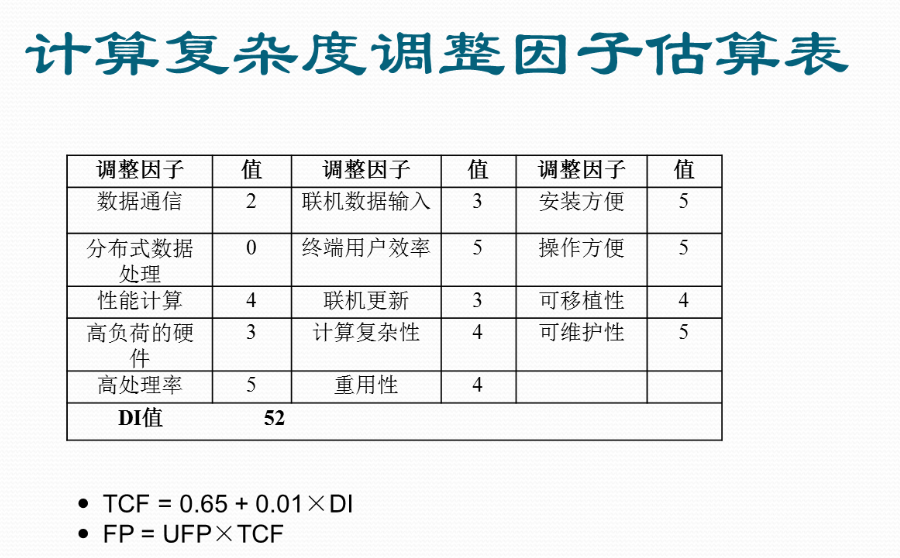 计算复杂度调整因子估算表
调整因子 值 调整因子 值 调整因子 值
数据通信 2 联机数据输入 3 安装方便 5
分布式数据 0 终端用户效率 5 操作方便 5
处理
性能计算 4 联机更新 3 可移植性 4
高负荷的硬 3 计算复杂性 4 可维护性 5
件
高处理率 5 重用性 4
DI值 52
• TCF = 0.65 + 0.01×DI
• FP = UFP×TCF